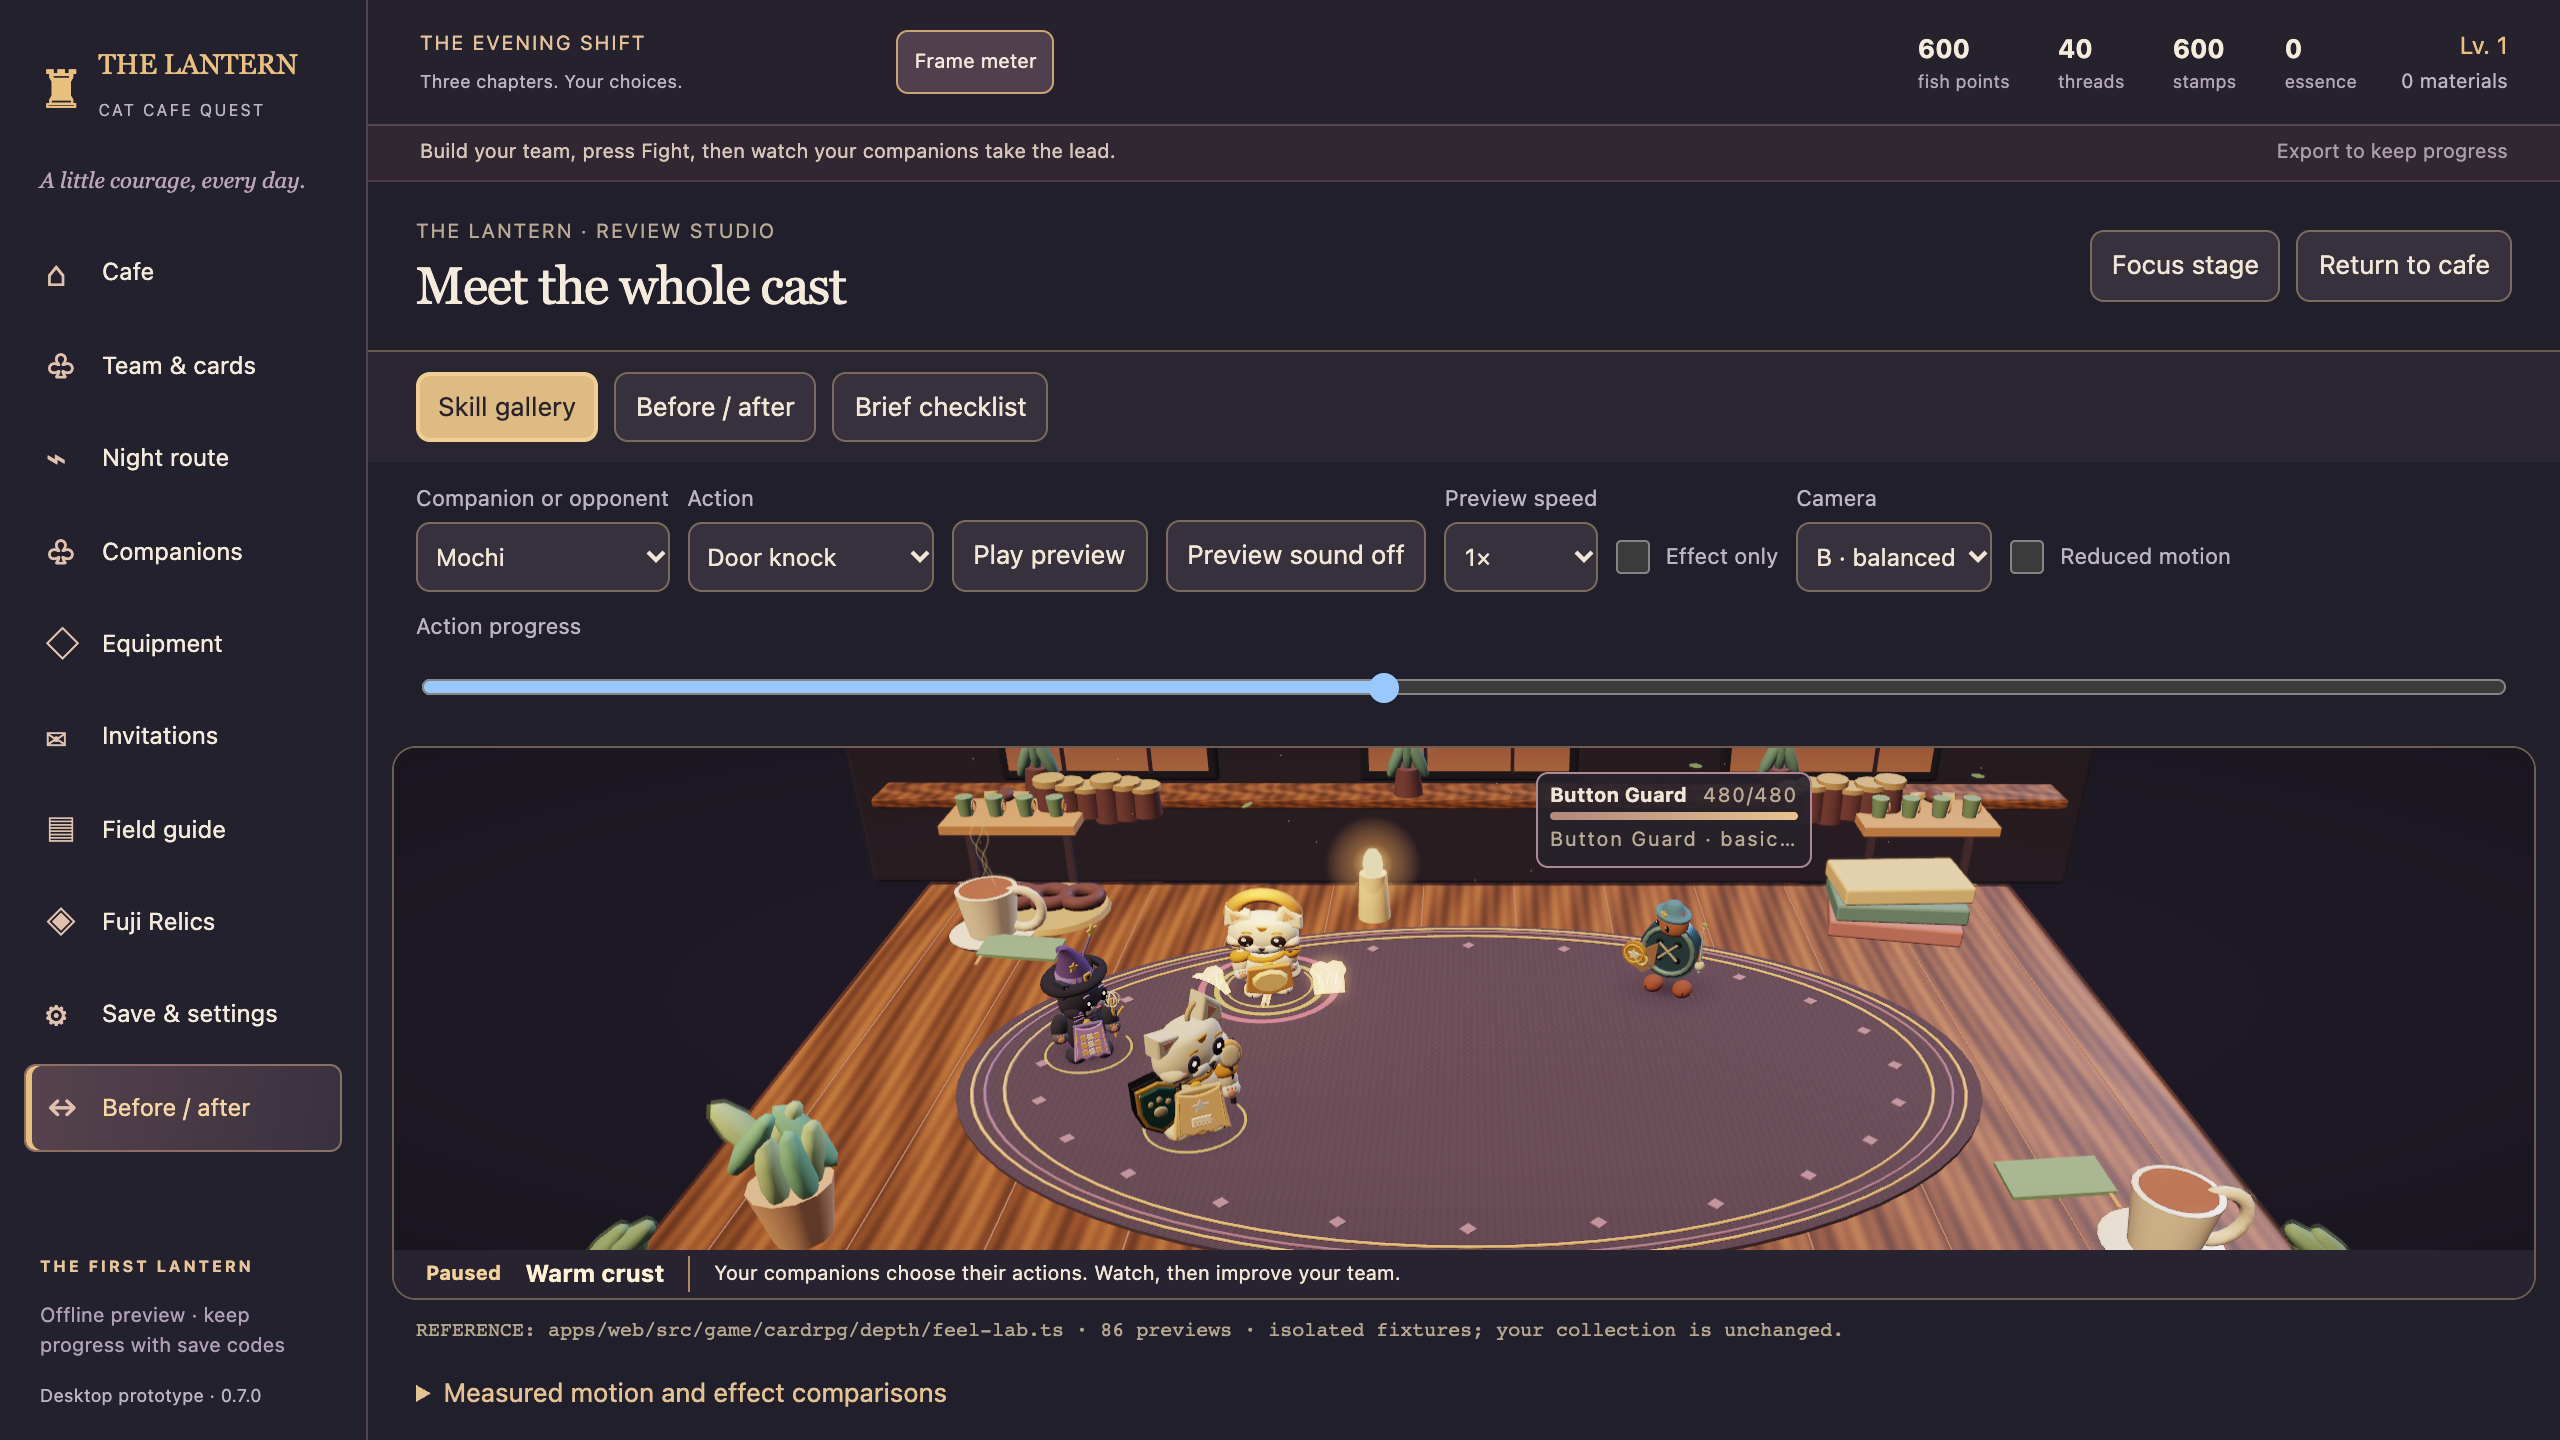 THE LANTERN
CAT CAFE QUEST
A little courage, every day.
Cafe
Team & cards
Night route
Companions
Equipment
Invitations
Field guide
Fuji Relics
Save & settings
Before / after
THE FIRST LANTERN
Offline preview · keep
progress with save codes
Desktop prototype · 0.7.0
THE EVENING SHIFT
Three chapters. Your choices.
Frame meter
600 fish points
40 threads
600 stamps
0 essence
Lv. 1
0 materials
Build your team, press Fight, then watch your companions take the lead.
Export to keep progress
THE LANTERN · REVIEW STUDIO
Meet the whole cast
Focus stage
Return to cafe
Skill gallery
Before / after
Brief checklist
Companion or opponent
Mochi
Action
Door knock
Play preview
Preview sound off
Preview speed
1×
Effect only
Camera
B · balanced
Reduced motion
Action progress
Button Guard 480/480
Button Guard · basic…
Paused Warm crust Your companions choose their actions. Watch, then improve your team.
REFERENCE: apps/web/src/game/cardrpg/depth/feel-lab.ts · 86 previews · isolated fixtures; your collection is unchanged.
Measured motion and effect comparisons